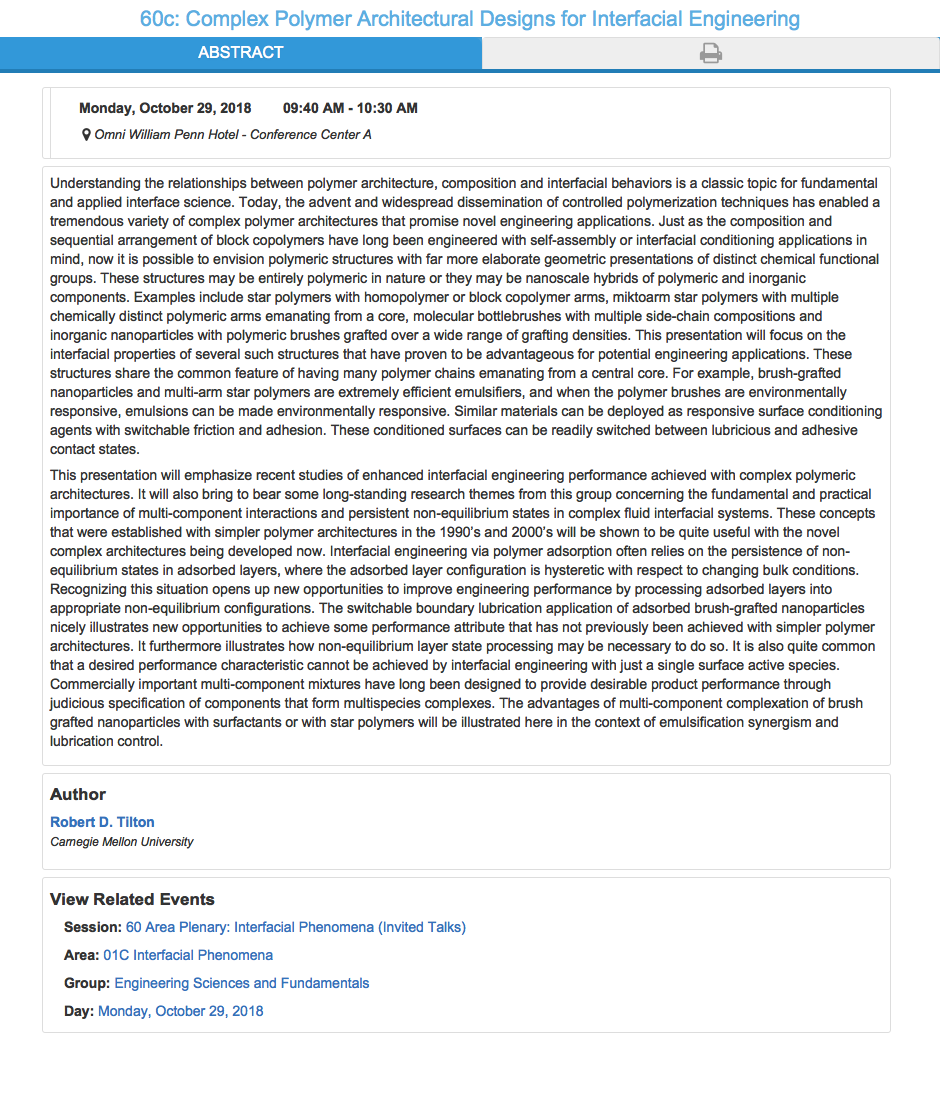 60c: Complex Polymer Architectural Designs for Interfacial Engineering
ABSTRACT
Monday, October 29, 2018 09:40 AM - 10:30 AM
Omni William Penn Hotel - Conference Center A
Understanding the relationships between polymer architecture, composition and interfacial behaviors is a classic topic for fundamental
and applied interface science. Today, the advent and widespread dissemination of controlled polymerization techniques has enabled a
tremendous variety of complex polymer architectures that promise novel engineering applications. Just as the composition and
sequential arrangement of block copolymers have long been engineered with self-assembly or interfacial conditioning applications in
mind, now it is possible to envision polymeric structures with far more elaborate geometric presentations of distinct chemical functional
groups. These structures may be entirely polymeric in nature or they may be nanoscale hybrids of polymeric and inorganic
components. Examples include star polymers with homopolymer or block copolymer arms, miktoarm star polymers with multiple
chemically distinct polymeric arms emanating from a core, molecular bottlebrushes with multiple side-chain compositions and
inorganic nanoparticles with polymeric brushes grafted over a wide range of grafting densities. This presentation will focus on the
interfacial properties of several such structures that have proven to be advantageous for potential engineering applications. These
structures share the common feature of having many polymer chains emanating from a central core. For example, brush-grafted
nanoparticles and multi-arm star polymers are extremely efficient emulsifiers, and when the polymer brushes are environmentally
responsive, emulsions can be made environmentally responsive. Similar materials can be deployed as responsive surface conditioning
agents with switchable friction and adhesion. These conditioned surfaces can be readily switched between lubricious and adhesive
contact states.
This presentation will emphasize recent studies of enhanced interfacial engineering performance achieved with complex polymeric
architectures. It will also bring to bear some long-standing research themes from this group concerning the fundamental and practical
importance of multi-component interactions and persistent non-equilibrium states in complex fluid interfacial systems. These concepts
that were established with simpler polymer architectures in the 1990's and 2000's will be shown to be quite useful with the novel
complex architectures being developed now. Interfacial engineering via polymer adsorption often relies on the persistence of non-
equilibrium states in adsorbed layers, where the adsorbed layer configuration is hysteretic with respect to changing bulk conditions.
Recognizing this situation opens up new opportunities to improve engineering performance by processing adsorbed layers into
appropriate non-equilibrium configurations. The switchable boundary lubrication application of adsorbed brush-grafted nanoparticles
nicely illustrates new opportunities to achieve some performance attribute that has not previously been achieved with simpler polymer
architectures. It furthermore illustrates how non-equilibrium layer state processing may be necessary to do so. It is also quite common
that a desired performance characteristic cannot be achieved by interfacial engineering with just a single surface active species.
Commercially important multi-component mixtures have long been designed to provide desirable product performance through
judicious specification of components that form multispecies complexes. The advantages of multi-component complexation of brush
grafted nanoparticles with surfactants or with star polymers will be illustrated here in the context of emulsification synergism and
lubrication control.
Author
Robert D. Tilton
Carnegie Mellon University
View Related Events
Session: 60 Area Plenary: Interfacial Phenomena (Invited Talks)
Area: 01C Interfacial Phenomena
Group: Engineering Sciences and Fundamentals
Day: Monday, October 29, 2018